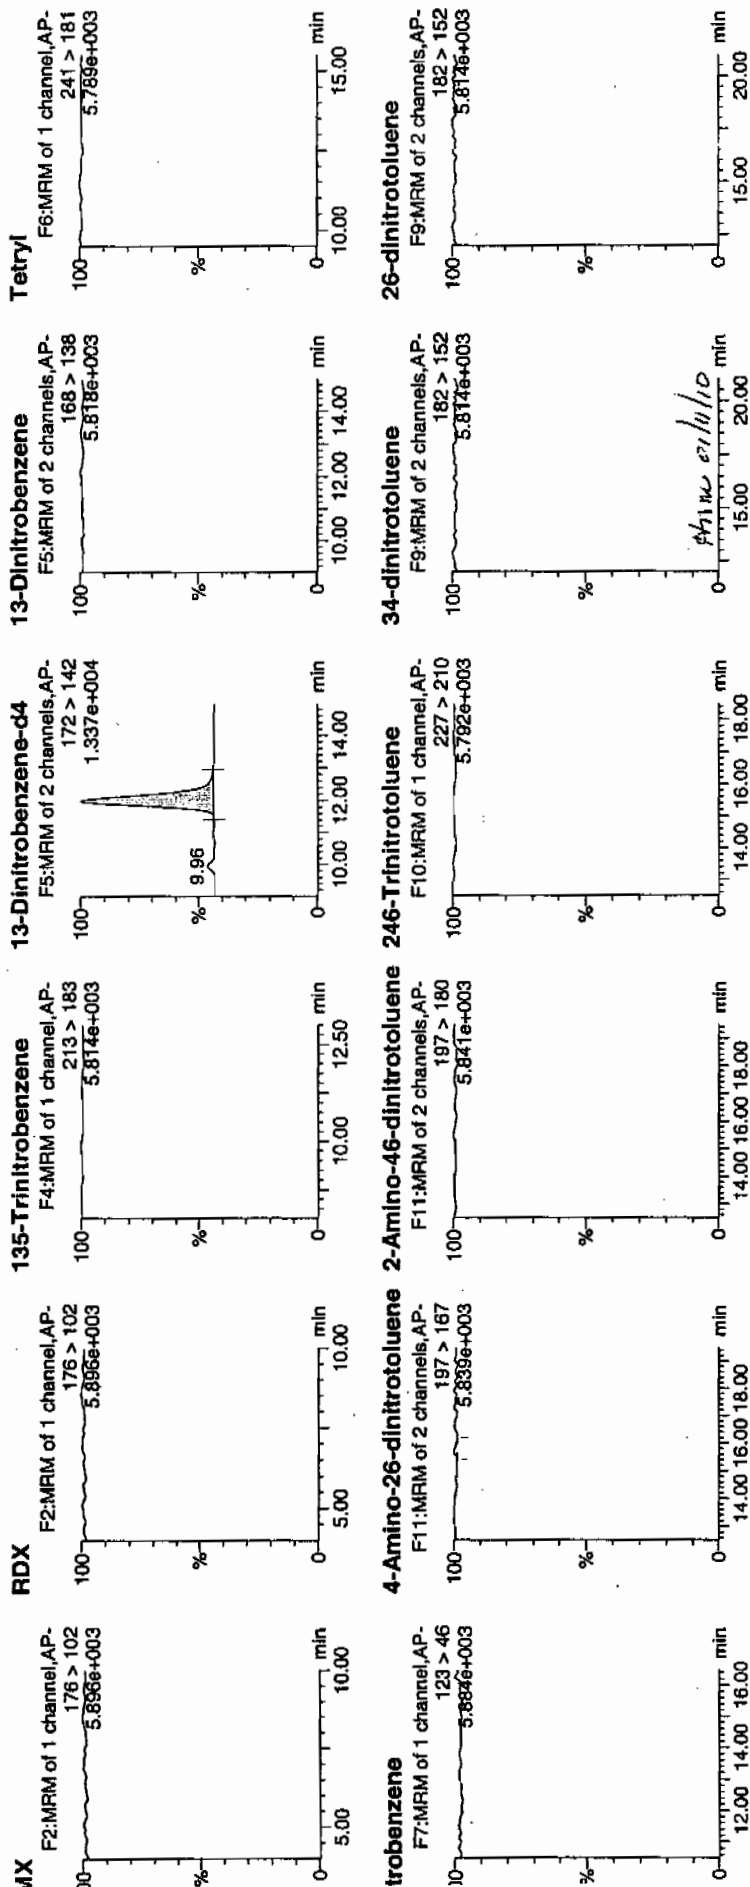 MX
F2:MRM of 1 channel,AP-
176 > 102
5.896e+003
00
%
0
5.00
10.00
min
RDX
F2:MRM of 1 channel,AP-
176 > 102
5.896e+003
100
%
0
5.00
10.00
min
135-Trinitrobenzene
F4:MRM of 1 channel,AP-
213 > 183
5.814e+003
100
%
0
10.00
12.50
min
13-Dinitrobenzene-d4
F5:MRM of 2 channels,AP-
172 > 142
1.337e+004
100
9.96
%
0
10.00
12.00
14.00
min
13-Dinitrobenzene
F5:MRM of 2 channels,AP-
168 > 138
5.818e+003
100
%
0
10.00
12.00
14.00
min
Tetryl
F6:MRM of 1 channel,AP-
241 > 181
5.789e+003
100
%
0
10.00
15.00
min
trobenzene
F7:MRM of 1 channel,AP-
123 > 46
5.884e+003
00
%
0
12.00
14.00
16.00
min
4-Amino-26-dinitrotoluene
F11:MRM of 2 channels,AP-
197 > 167
5.839e+003
100
%
0
14.00
16.00
18.00
min
2-Amino-46-dinitrotoluene
F11:MRM of 2 channels,AP-
197 > 180
5.841e+003
100
%
0
14.00
16.00
18.00
min
246-Trinitrotoluene
F10:MRM of 1 channel,AP-
227 > 210
5.792e+003
100
%
0
14.00
16.00
18.00
min
34-dinitrotoluene
F9:MRM of 2 channels,AP-
182 > 152
5.814e+003
100
%
0
15.00
20.00
min
01/11/10
26-dinitrotoluene
F9:MRM of 2 channels,AP-
182 > 152
5.814e+003
100
%
0
15.00
20.00
min